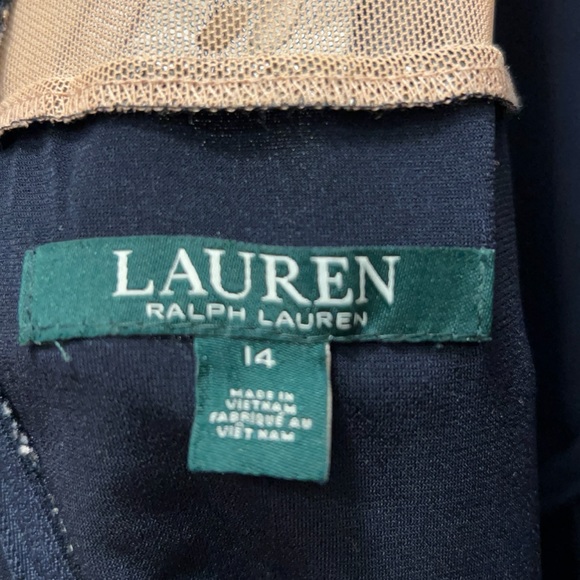 LAUREN
RALPH LAUREN
14
MADE IN
VIETNAM
FABRIQUÉ AU
VIÊT NAM